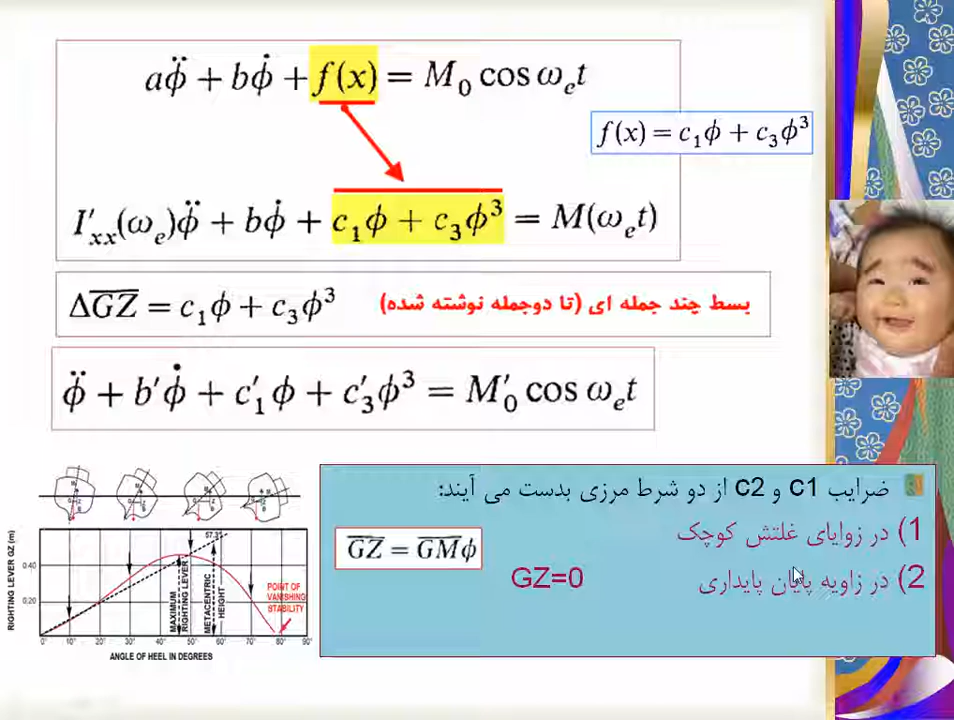 aφ̈ + bφ̇ + f(x) = M₀ cos ωₑt
f(x) = c₁φ + c₃φ³
I′ₓₓ(ωₑ)φ̈ + bφ̇ + c₁φ + c₃φ³ = M(ωₑt)
ΔG̅Z̅ = c₁φ + c₃φ³ بسط چند جمله ای (تا دوجمله نوشته شده)
φ̈ + b′φ̇ + c′₁φ + c′₃φ³ = M′₀ cos ωₑt
ضرایب c1 و c2 از دو شرط مرزی بدست می آیند:
1) در زوایای غلتش کوچک
G̅Z̅ = G̅M̅φ
2) در زاویه پایان پایداری
GZ=0
RIGHTING LEVER GZ (m)
0.40
0.20
57.3°
MAXIMUM RIGHTING LEVER
METACENTRIC HEIGHT
POINT OF
VANISHING
STABILITY
0° 10° 20° 30° 40° 50° 60° 70° 80° 90°
ANGLE OF HEEL IN DEGREES